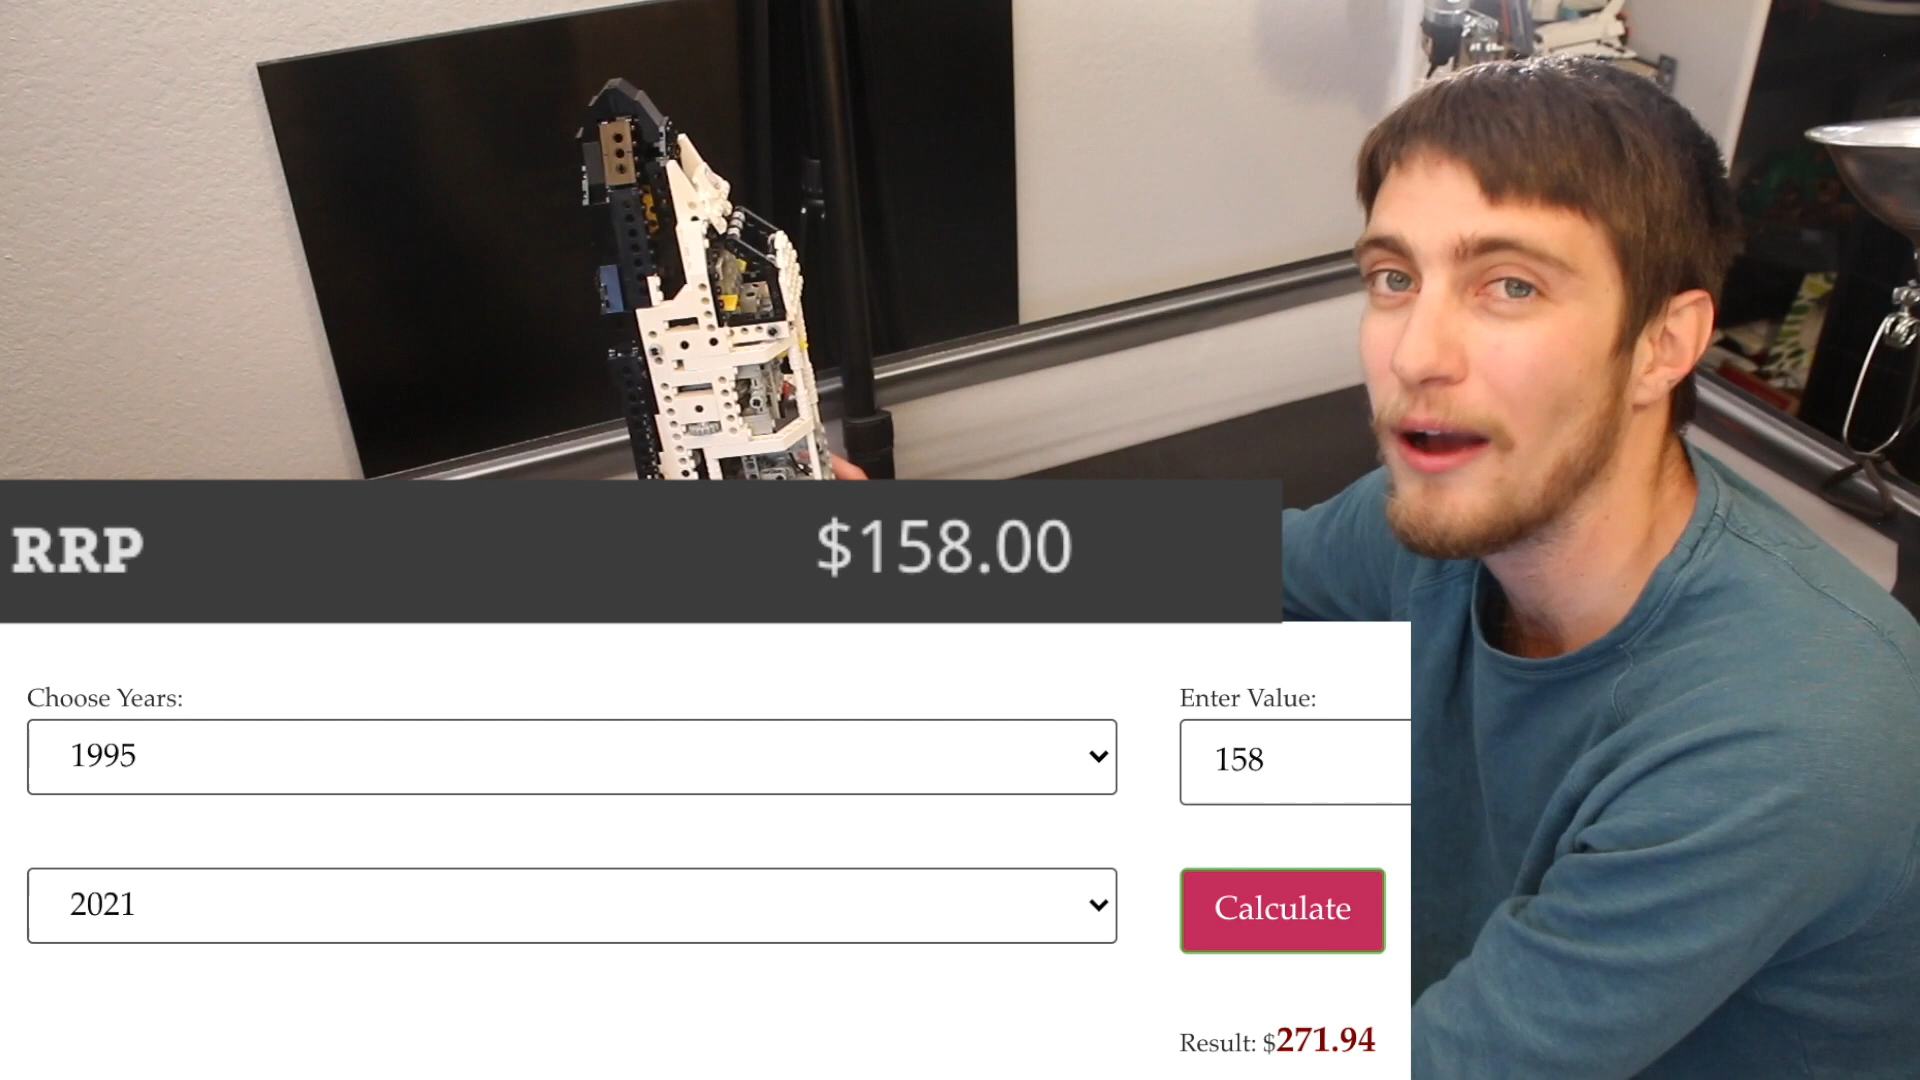 RRP $158.00
Choose Years:
Enter Value:
1995
158
2021
Calculate
Result: $271.94